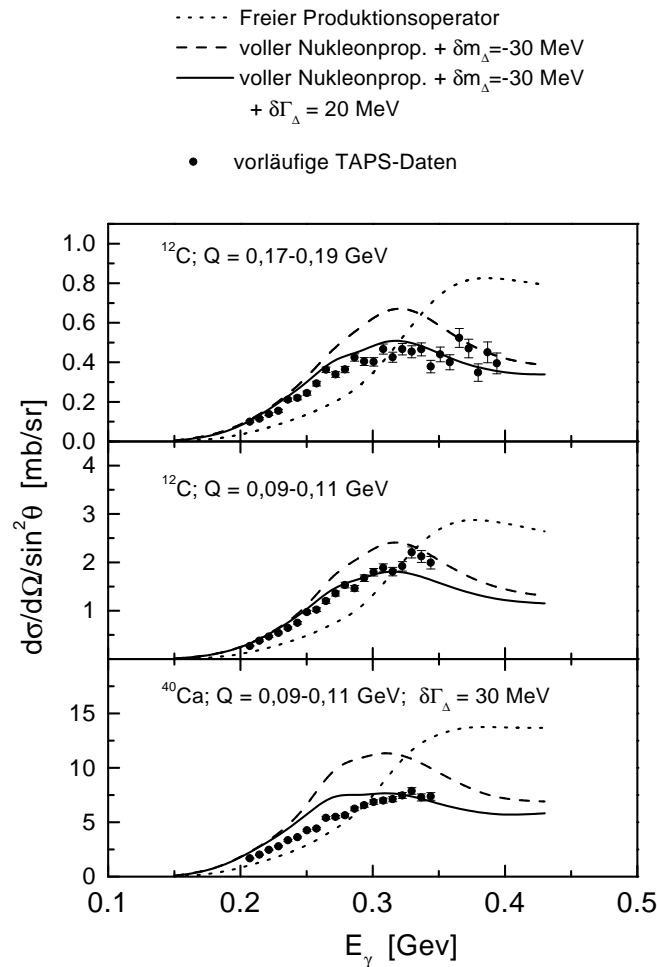 Freier Produktionsoperator
voller Nukleonprop. + δm_Δ=-30 MeV
voller Nukleonprop. + δm_Δ=-30 MeV
+ δΓ_Δ = 20 MeV
vorläufige TAPS-Daten
¹²C; Q = 0,17-0,19 GeV
1.0
0.8
0.6
0.4
0.2
0.0
¹²C; Q = 0,09-0,11 GeV
4
3
2
1
⁴⁰Ca; Q = 0,09-0,11 GeV; δΓ_Δ = 30 MeV
15
10
5
0
dσ/dΩ/sin²θ [mb/sr]
0.1 0.2 0.3 0.4 0.5
E_γ [Gev]